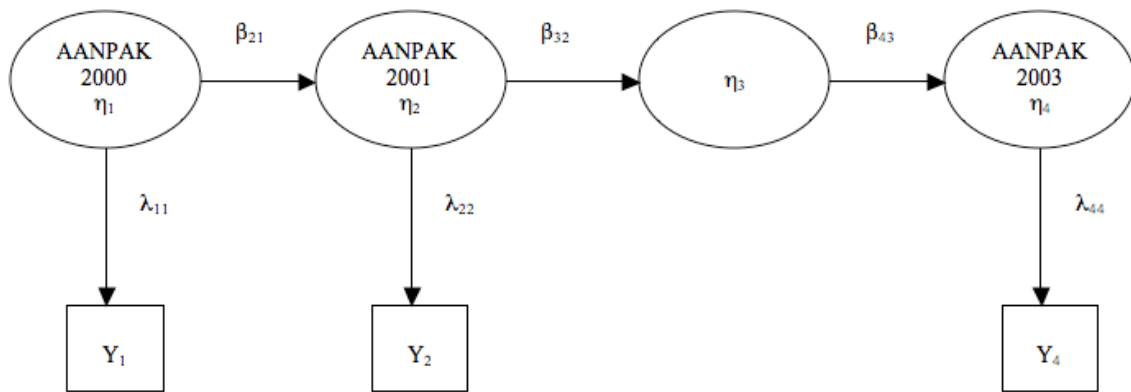 β₂₁
β₃₂
β₄₃
AANPAK
2000
η₁
AANPAK
2001
η₂
η₃
AANPAK
2003
η₄
λ₁₁
λ₂₂
λ₄₄
Y₁
Y₂
Y₄